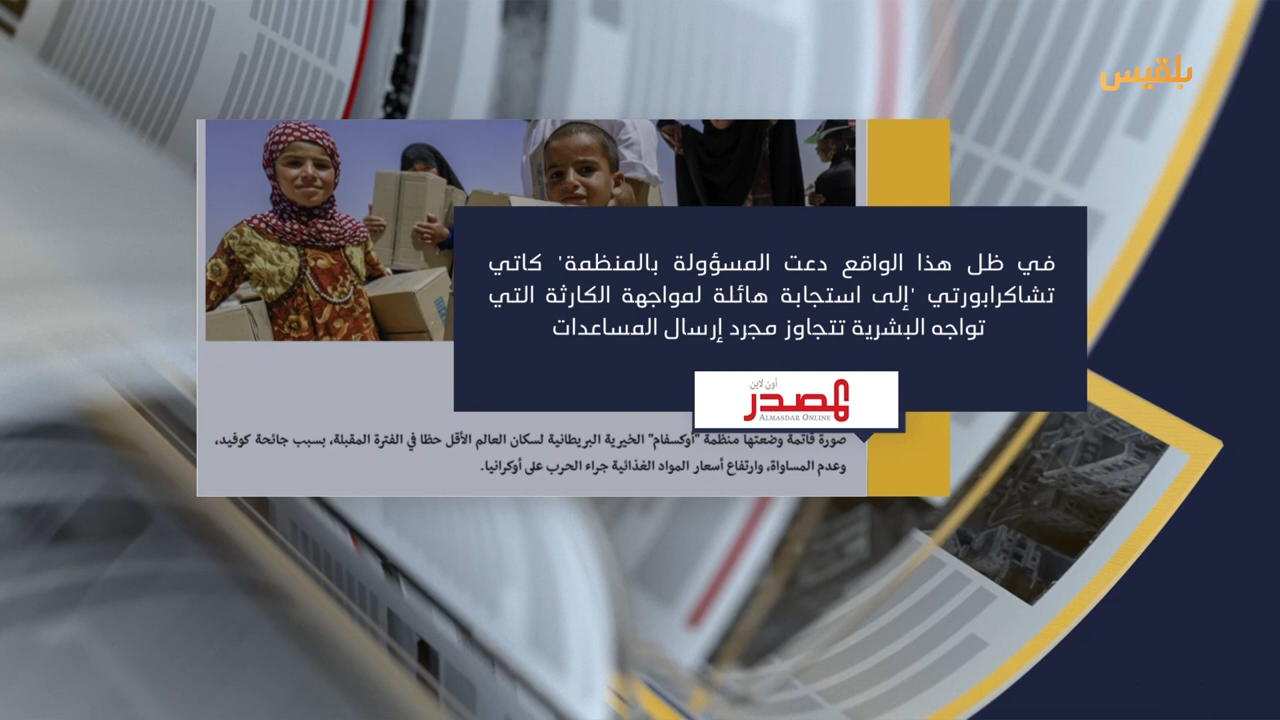 بلقيس
في ظل هذا الواقع دعت المسؤولة بالمنظمة' كاتي
تشاكرابورتي 'إلى استجابة هائلة لمواجهة الكارثة التي
تواجه البشرية تتجاوز مجرد إرسال المساعدات
أون لاين
المصدر
ALMASDAR ONLINE
صورة قاتمة وضعتها منظمة "أوكسفام" الخيرية البريطانية لسكان العالم الأقل حظا في الفترة المقبلة، بسبب جائحة كوفيد،
وعدم المساواة، وارتفاع أسعار المواد الغذائية جراء الحرب على أوكرانيا.